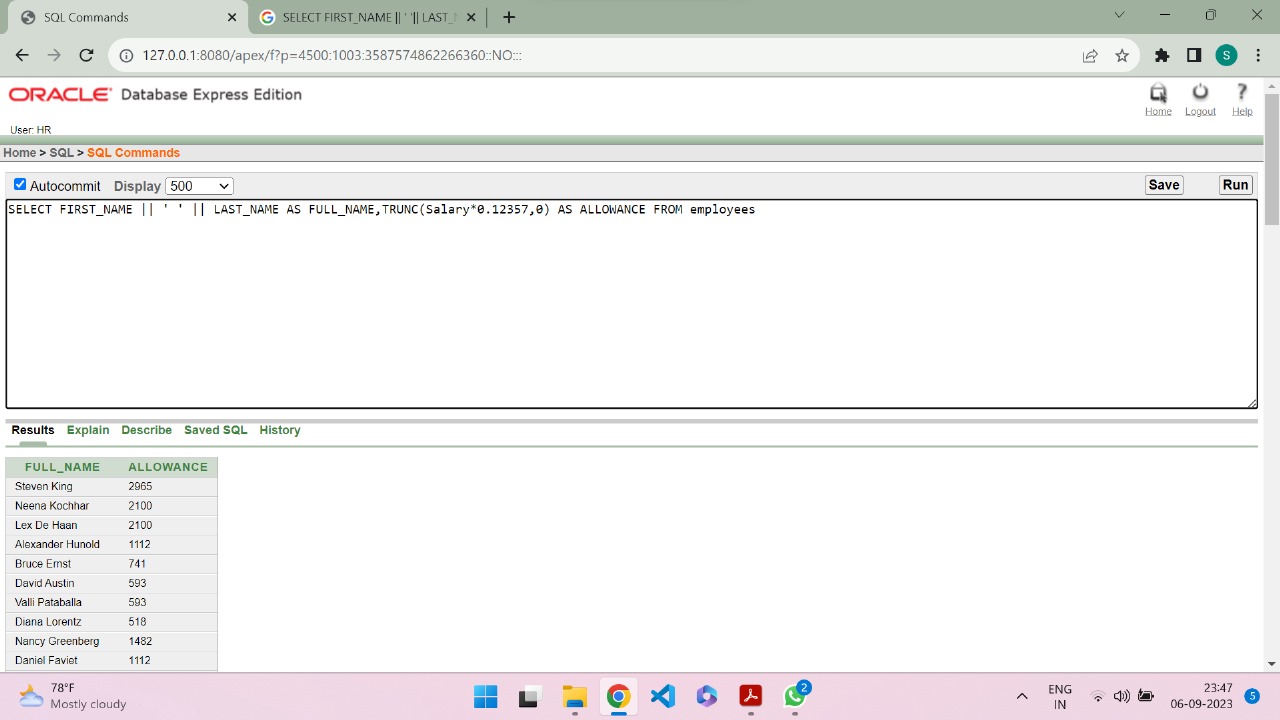 SQL Commands
SELECT FIRST_NAME || ' '|| LAST_
127.0.0.1:8080/apex/f?p=4500:1003:3587574862266360::NO:::
S
ORACLE Database Express Edition
Home Logout Help
User: HR
Home > SQL > SQL Commands
Autocommit Display 500 Save Run
SELECT FIRST_NAME || ' ' || LAST_NAME AS FULL_NAME,TRUNC(Salary*0.12357,0) AS ALLOWANCE FROM employees
Results Explain Describe Saved SQL History
FULL_NAME ALLOWANCE
Steven King 2965
Neena Kochhar 2100
Lex De Haan 2100
Alexander Hunold 1112
Bruce Ernst 741
David Austin 593
Valli Pataballa 593
Diana Lorentz 518
Nancy Greenberg 1482
Daniel Faviet 1112
78°F
Mostly cloudy
2
ENG
IN
23:47
06-09-2023
5